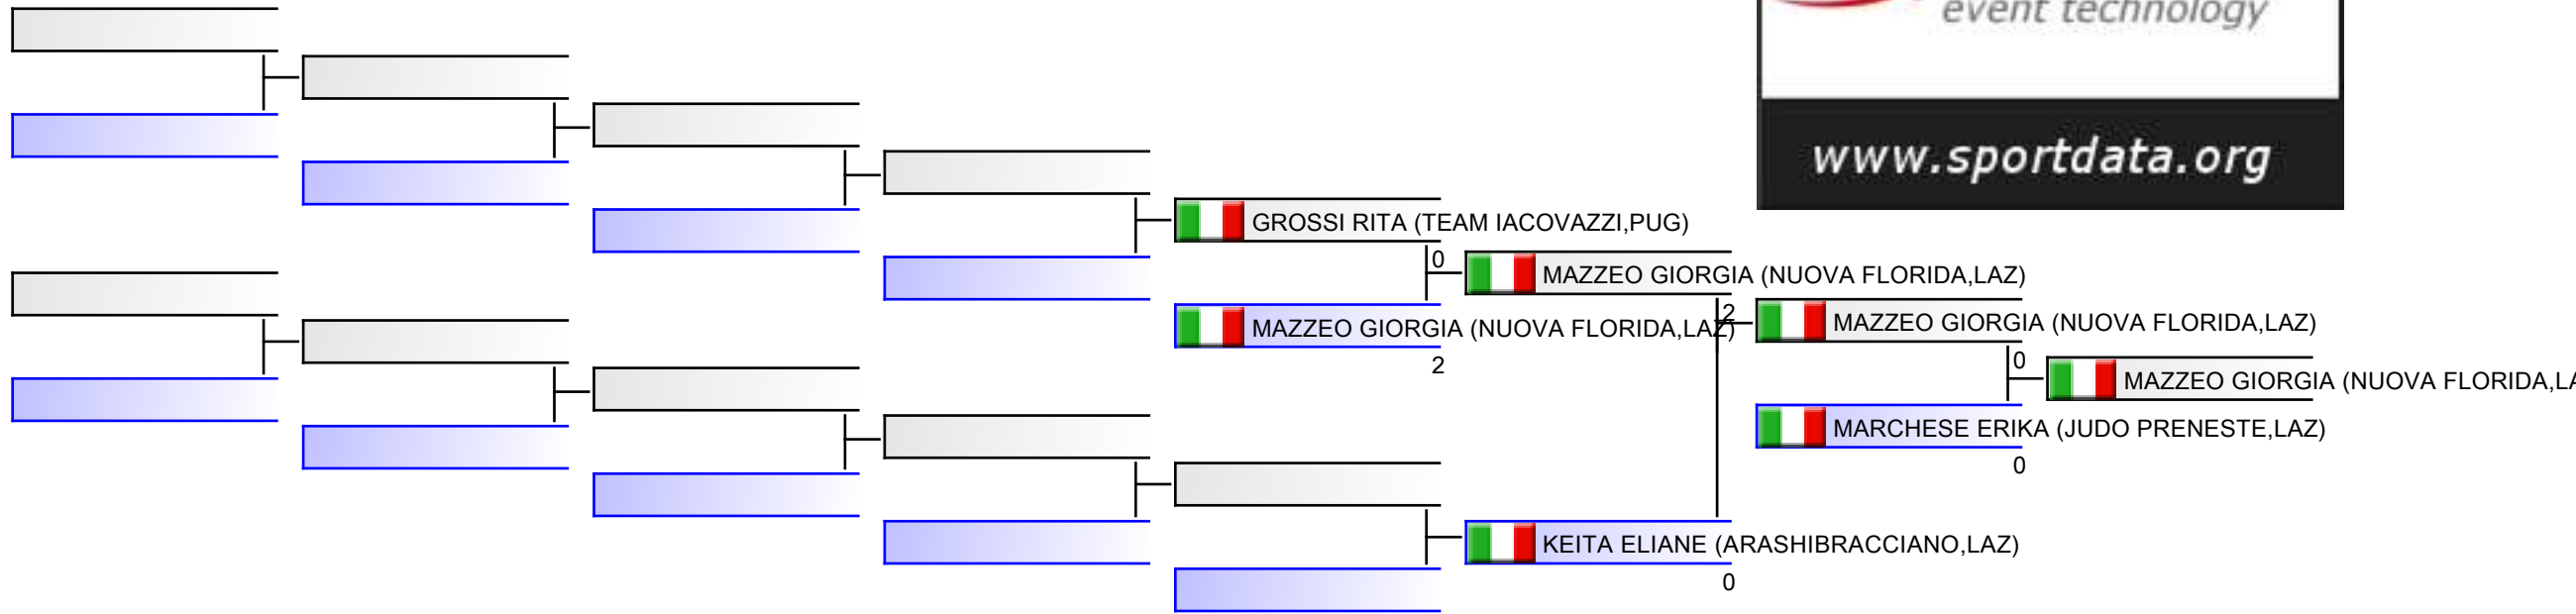 event technology
www.sportdata.org
GROSSI RITA (TEAM IACOVAZZI,PUG)
0
MAZZEO GIORGIA (NUOVA FLORIDA,LAZ)
2
MAZZEO GIORGIA (NUOVA FLORIDA,LAZ)
2
MAZZEO GIORGIA (NUOVA FLORIDA,LAZ)
0
MAZZEO GIORGIA (NUOVA FLORIDA,LA
MARCHESE ERIKA (JUDO PRENESTE,LAZ)
0
KEITA ELIANE (ARASHIBRACCIANO,LAZ)
0